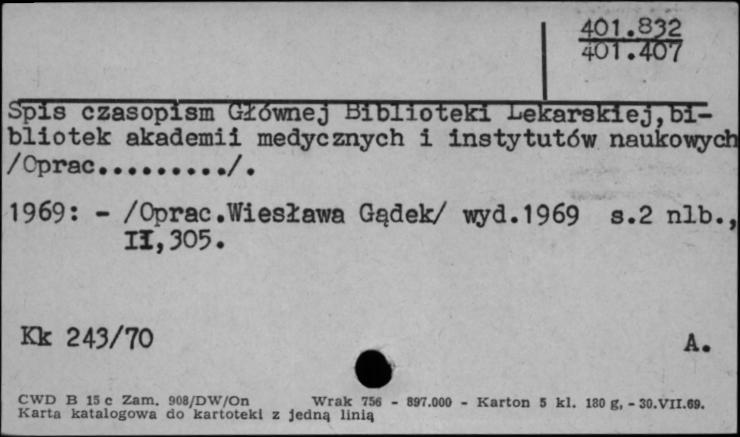 401.832
401.407
Spis czasopism Głównej Biblioteki Lekarskiej,bi-
bliotek akademii medycznych i instytutów naukowych
/Oprac........./.
1969: - /Oprac.Wiesława Gądek/ wyd.1969 s.2 nlb.,
II,305.
Kk 243/70
A.
CWD B 15 c Zam. 908/DW/On Wrak 756 - 897.000 - Karton 5 kl. 180 g, - 30.VII.69.
Karta katalogowa do kartoteki z jedną linią